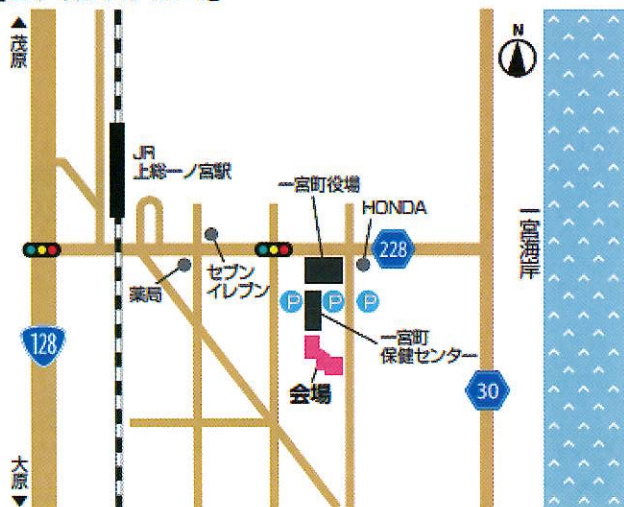 ▲
茂原
N
JR
上総一ノ宮駅
一宮町役場
HONDA
228
一宮海岸
セブン
イレブン
薬局
P
P
P
128
一宮町
保健センター
会場
30
大原
▼